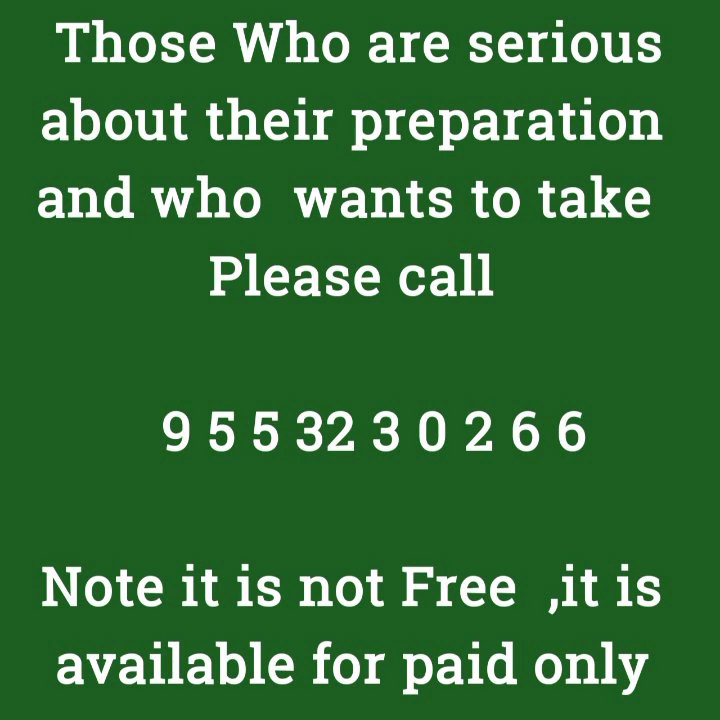 Those Who are serious
about their preparation
and who wants to take
Please call
9 5 5 32 3 0 2 6 6
Note it is not Free ,it is
available for paid only